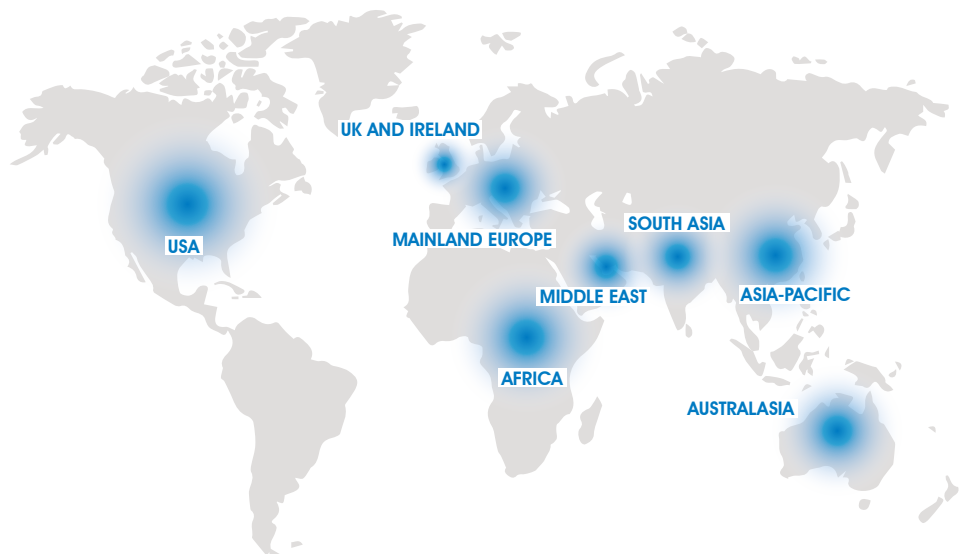 UK AND IRELAND
SOUTH ASIA
MAINLAND EUROPE
USA
MIDDLE EAST
ASIA-PACIFIC
AFRICA
AUSTRALASIA